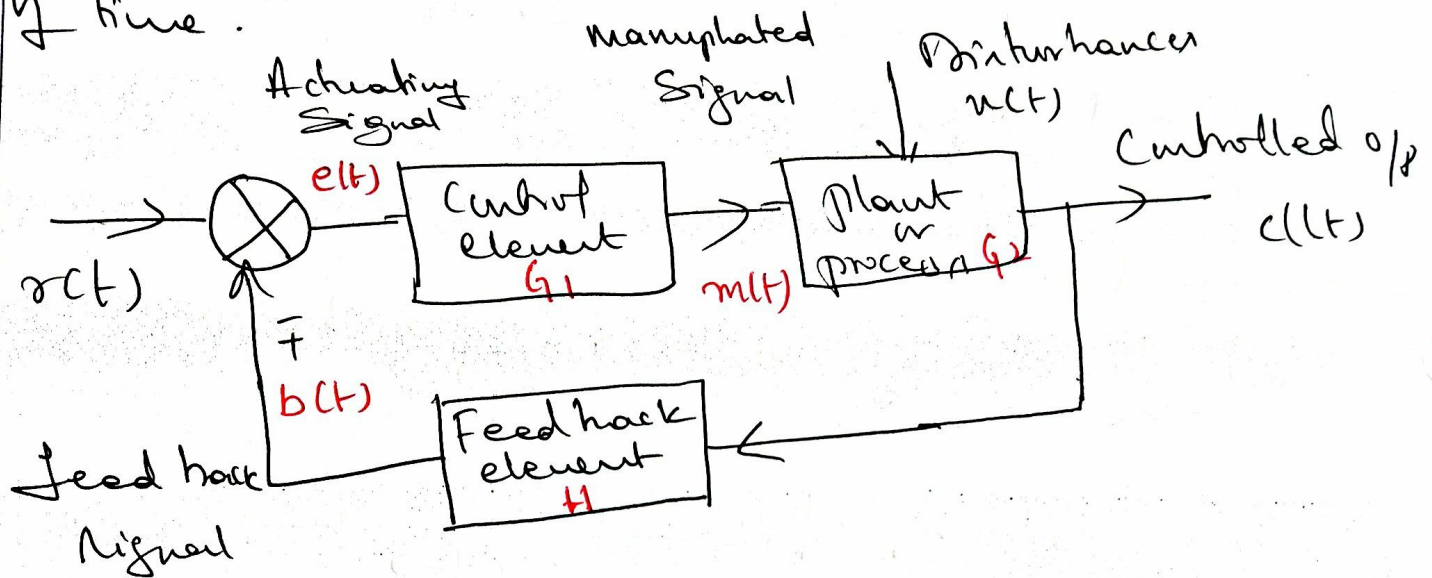 of time.
Actuating
Signal
manuplated
Signal
Disturbances
n(t)
Controlled o/p
c(t)
r(t)
e(t)
Control
element
G1
m(t)
plant
or
process G2
∓
b(t)
Feed back
Signal
Feedback
element
H